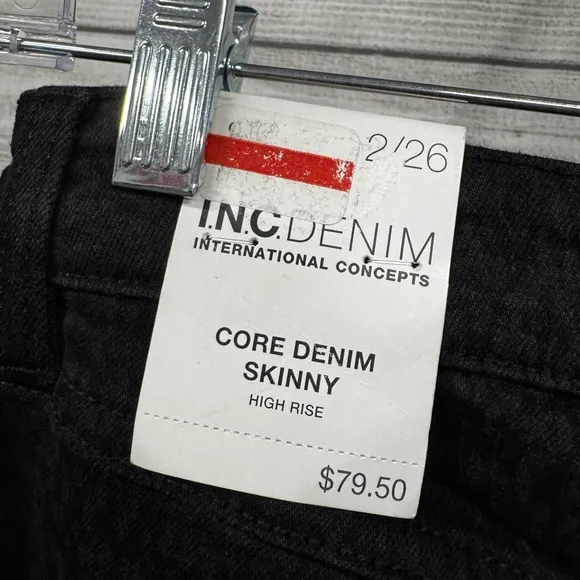 2/26
I.N.C.DENIM
INTERNATIONAL CONCEPTS
CORE DENIM
SKINNY
HIGH RISE
$79.50